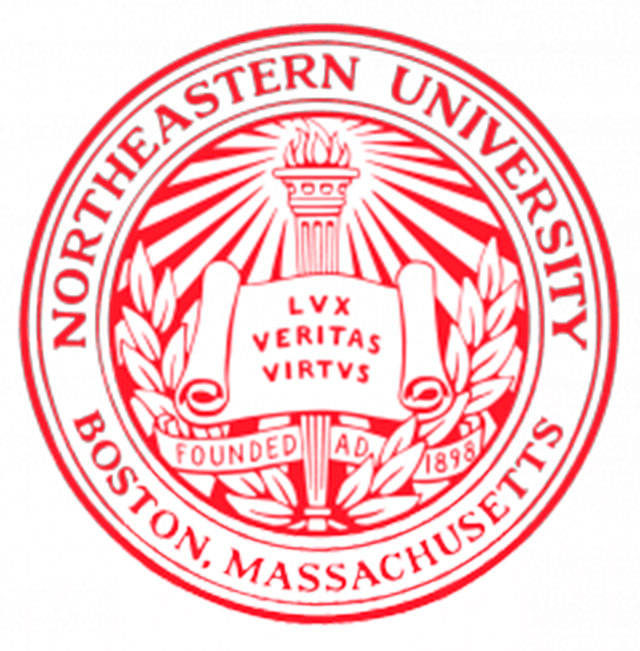 NORTHEASTERN UNIVERSITY
LVX
VERITAS
VIRTVS
FOUNDED AD 1898
BOSTON, MASSACHUSETTS